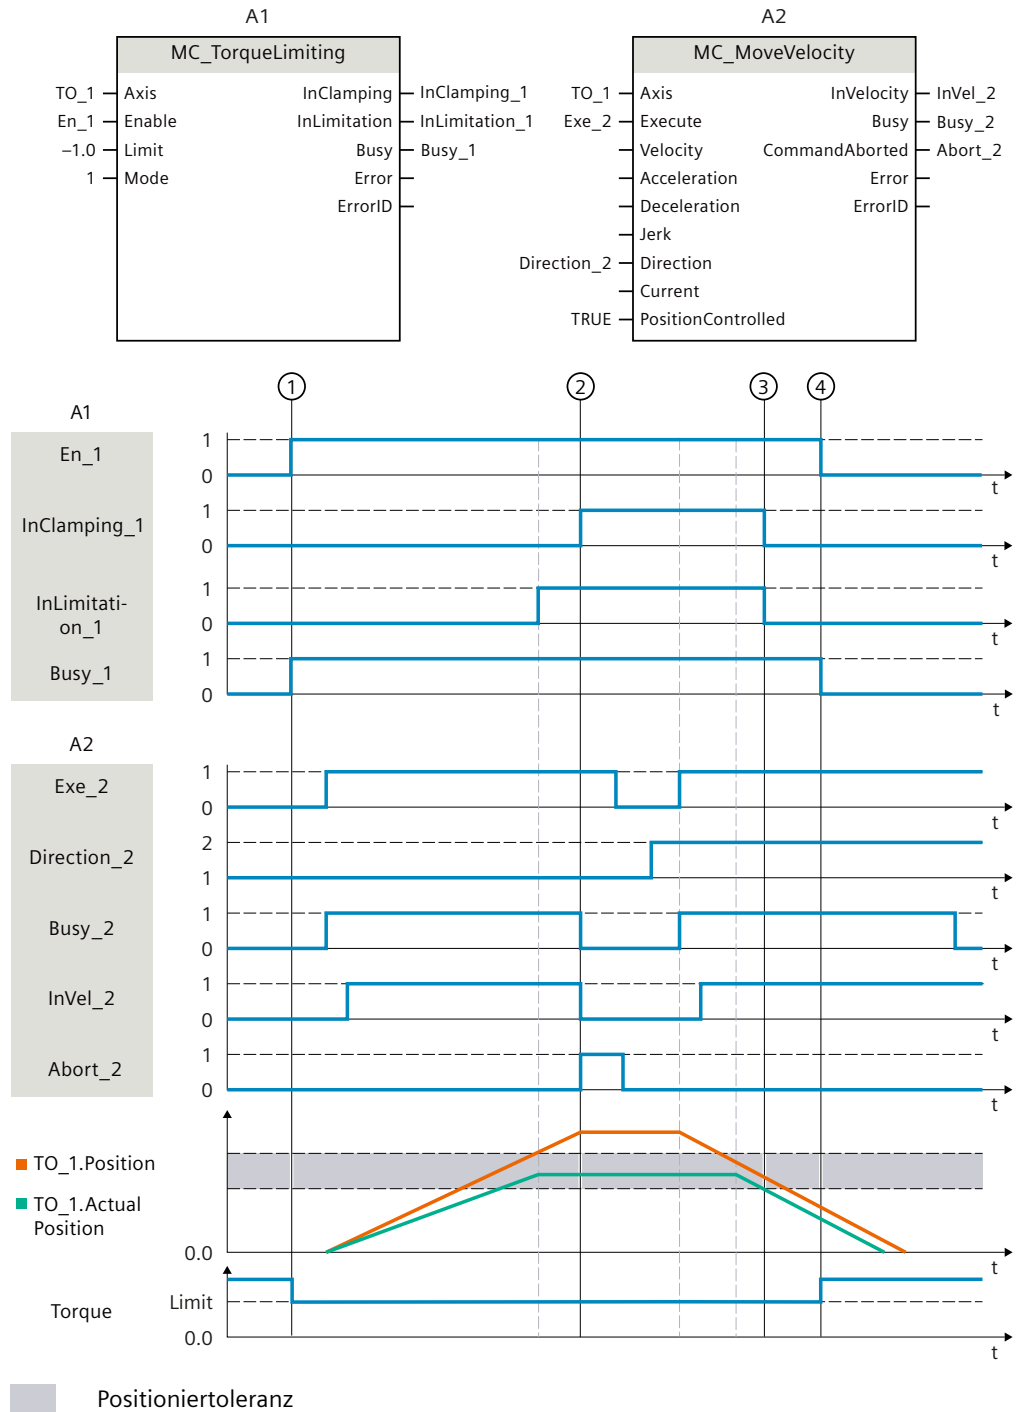 A1
MC_TorqueLimiting
TO_1 Axis InClamping InClamping_1
En_1 Enable InLimitation InLimitation_1
−1.0 Limit Busy Busy_1
1 Mode Error
ErrorID
A2
MC_MoveVelocity
TO_1 Axis InVelocity InVel_2
Exe_2 Execute Busy Busy_2
Velocity CommandAborted Abort_2
Acceleration Error
Deceleration ErrorID
Jerk
Direction_2 Direction
Current
TRUE PositionControlled
1 2 3 4
A1
En_1
1
0
t
InClamping_1
1
0
t
InLimitati-
on_1
1
0
t
Busy_1
1
0
t
A2
Exe_2
1
0
t
Direction_2
2
1
t
Busy_2
1
0
t
InVel_2
1
0
t
Abort_2
1
0
t
TO_1.Position
TO_1.Actual
Position
0.0
t
Torque
Limit
0.0
t
Positioniertoleranz